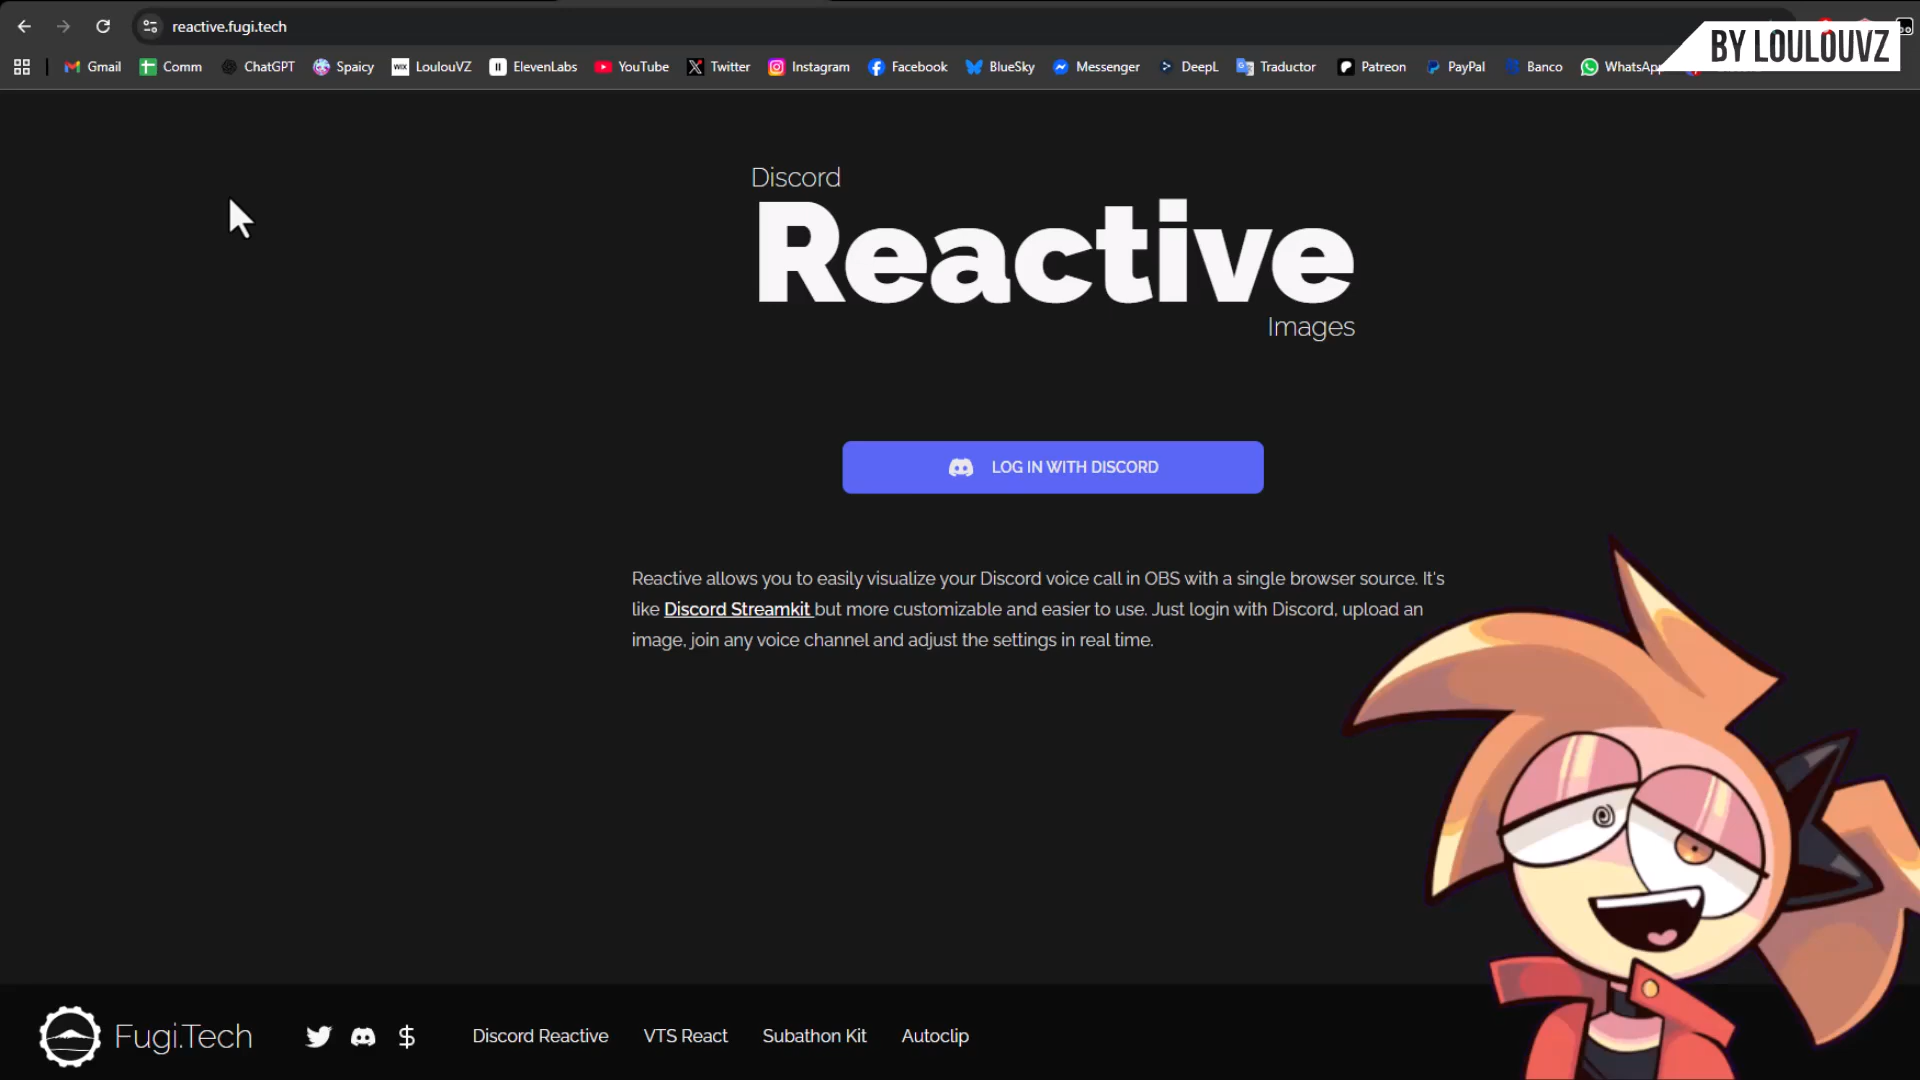 reactive.fugi.tech
BY LOULOUVZ
Gmail Comm ChatGPT Spaicy LoulouVZ ElevenLabs YouTube Twitter Instagram Facebook BlueSky Messenger DeepL Traductor Patreon PayPal Banco WhatsApp
Discord
Reactive
Images
LOG IN WITH DISCORD
Reactive allows you to easily visualize your Discord voice call in OBS with a single browser source. It's
like Discord Streamkit but more customizable and easier to use. Just login with Discord, upload an
image, join any voice channel and adjust the settings in real time.
Fugi.Tech Discord Reactive VTS React Subathon Kit Autoclip